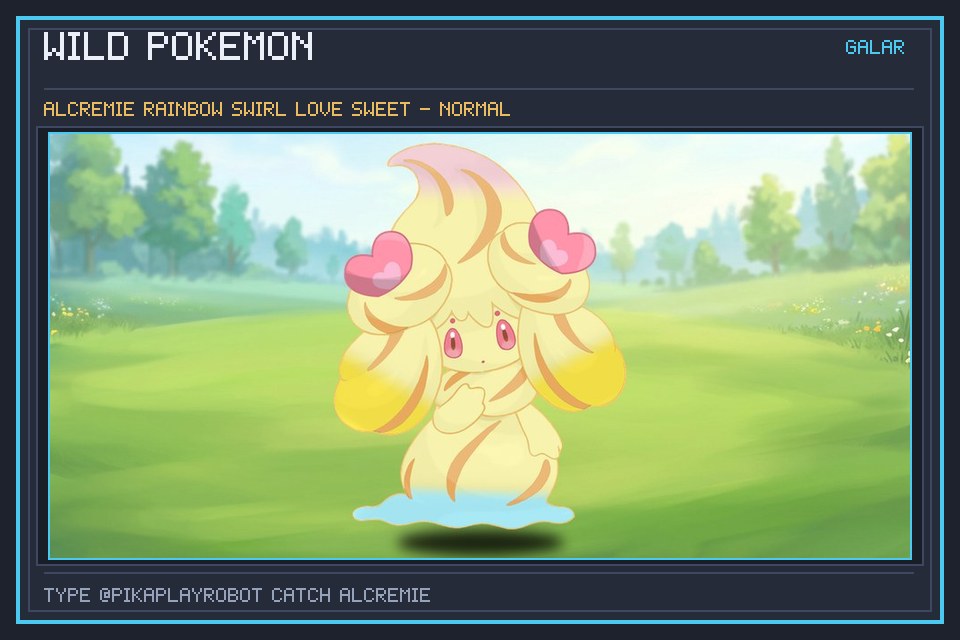 WILD POKEMON
GALAR
ALCREMIE RAINBOW SWIRL LOVE SWEET - NORMAL
TYPE @PIKAPLAYROBOT CATCH ALCREMIE